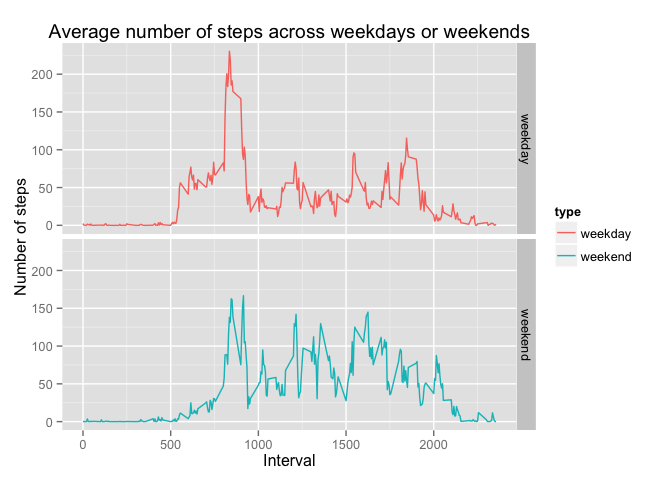 Average number of steps across weekdays or weekends
Number of steps
200
150
100
50
0
weekday
200
150
100
50
0
weekend
0 500 1000 1500 2000
Interval
type
weekday
weekend